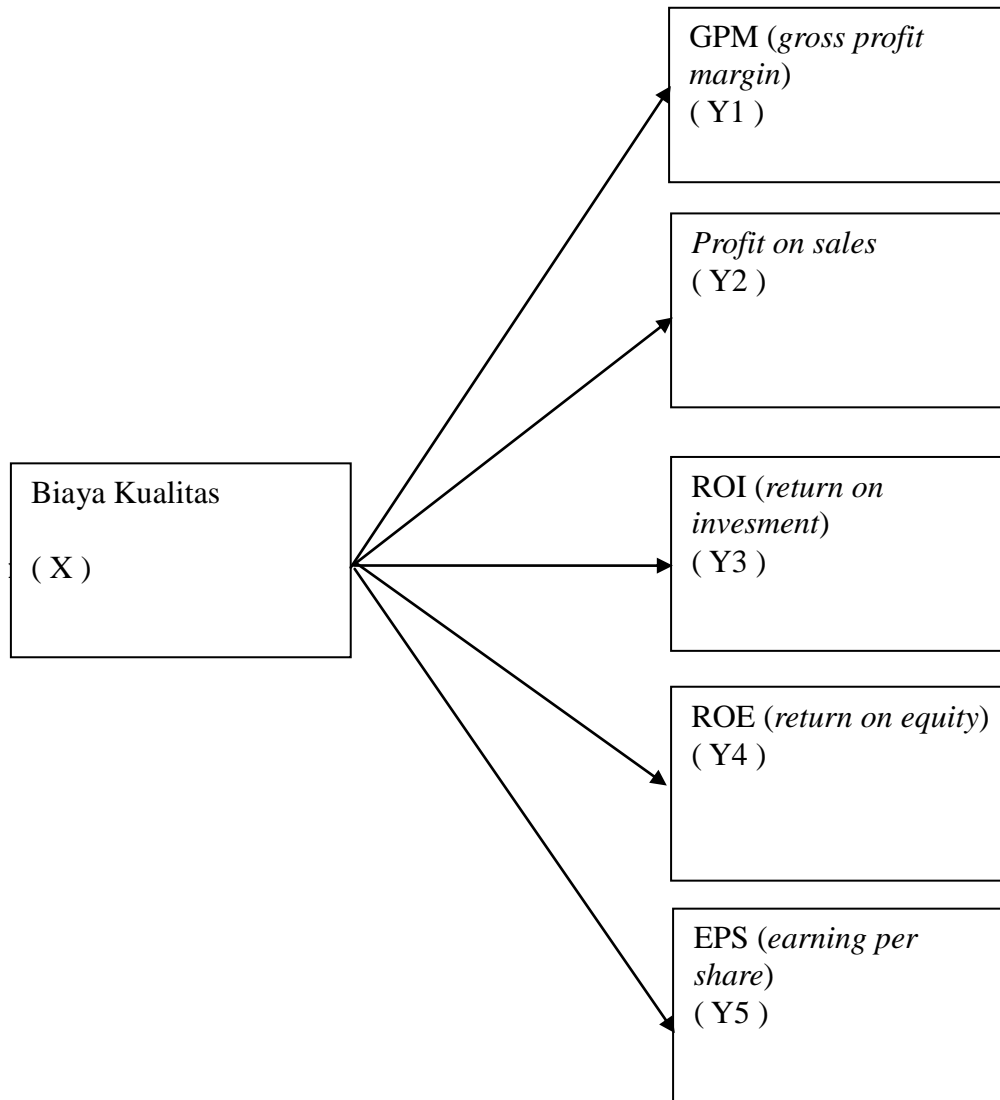 GPM (gross profit
margin)
( Y1 )
Profit on sales
( Y2 )
Biaya Kualitas
( X )
ROI (return on
invesment)
( Y3 )
ROE (return on equity)
( Y4 )
EPS (earning per
share)
( Y5 )